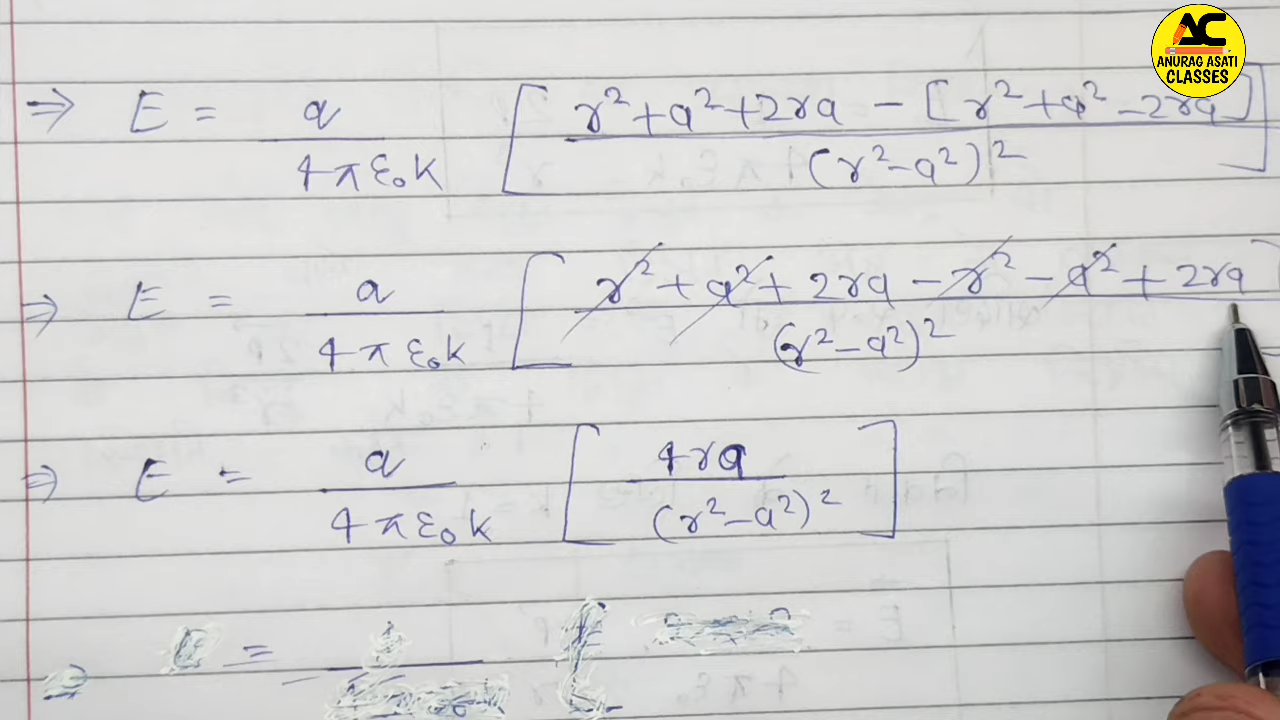 AC
ANURAG ASATI
CLASSES
⇒ E = q / 4πε₀k [ r²+a²+2ra − [r²+a²−2ra] / (r²−a²)² ]
⇒ E = q / 4πε₀k [ r²+a²+2ra−r²−a²+2ra / (r²−a²)² ]
⇒ E = q / 4πε₀k [ 4ra / (r²−a²)² ]
⇒ =